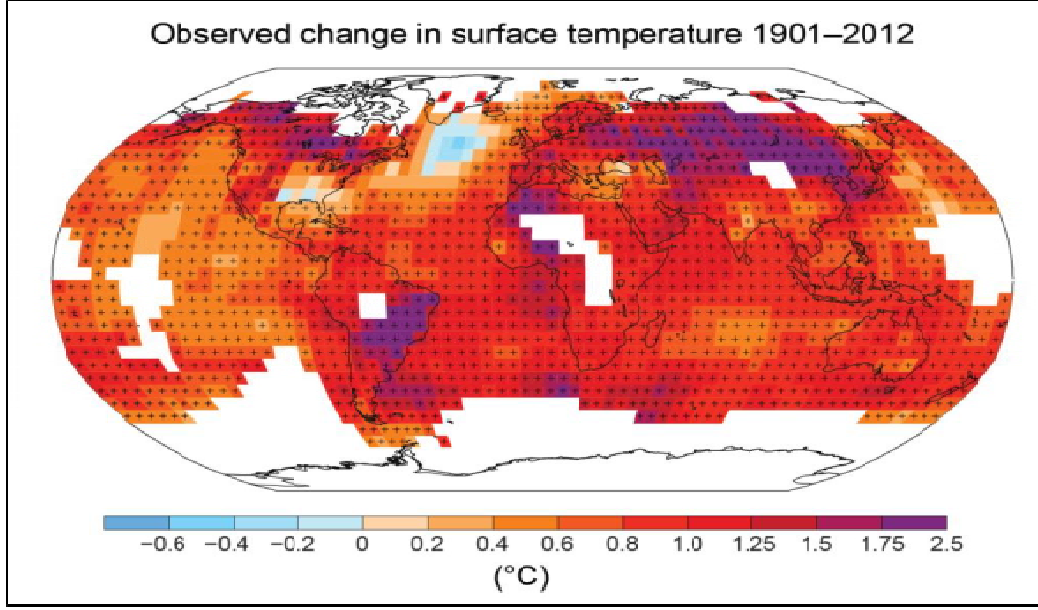 Observed change in surface temperature 1901–2012
−0.6 −0.4 −0.2 0 0.2 0.4 0.6 0.8 1.0 1.25 1.5 1.75 2.5
(°C)